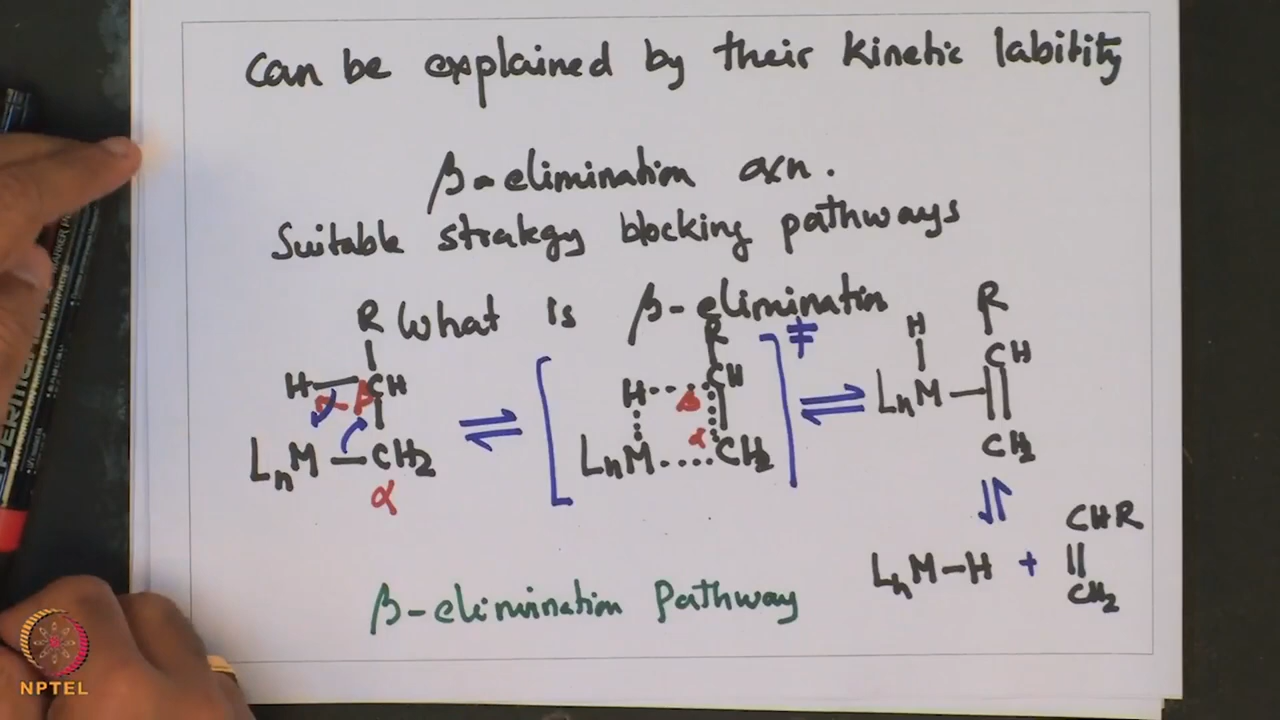 can be explained by their kinetic lability
β-elimination rxn.
Suitable strategy blocking pathways
What is β-elimination
R
H CH β
LnM CH2
α
R
H CH
β
α
LnM CH2
‡
H R
LnM CH
CH2
LnM-H + CHR
CH2
β-elimination Pathway
NPTEL